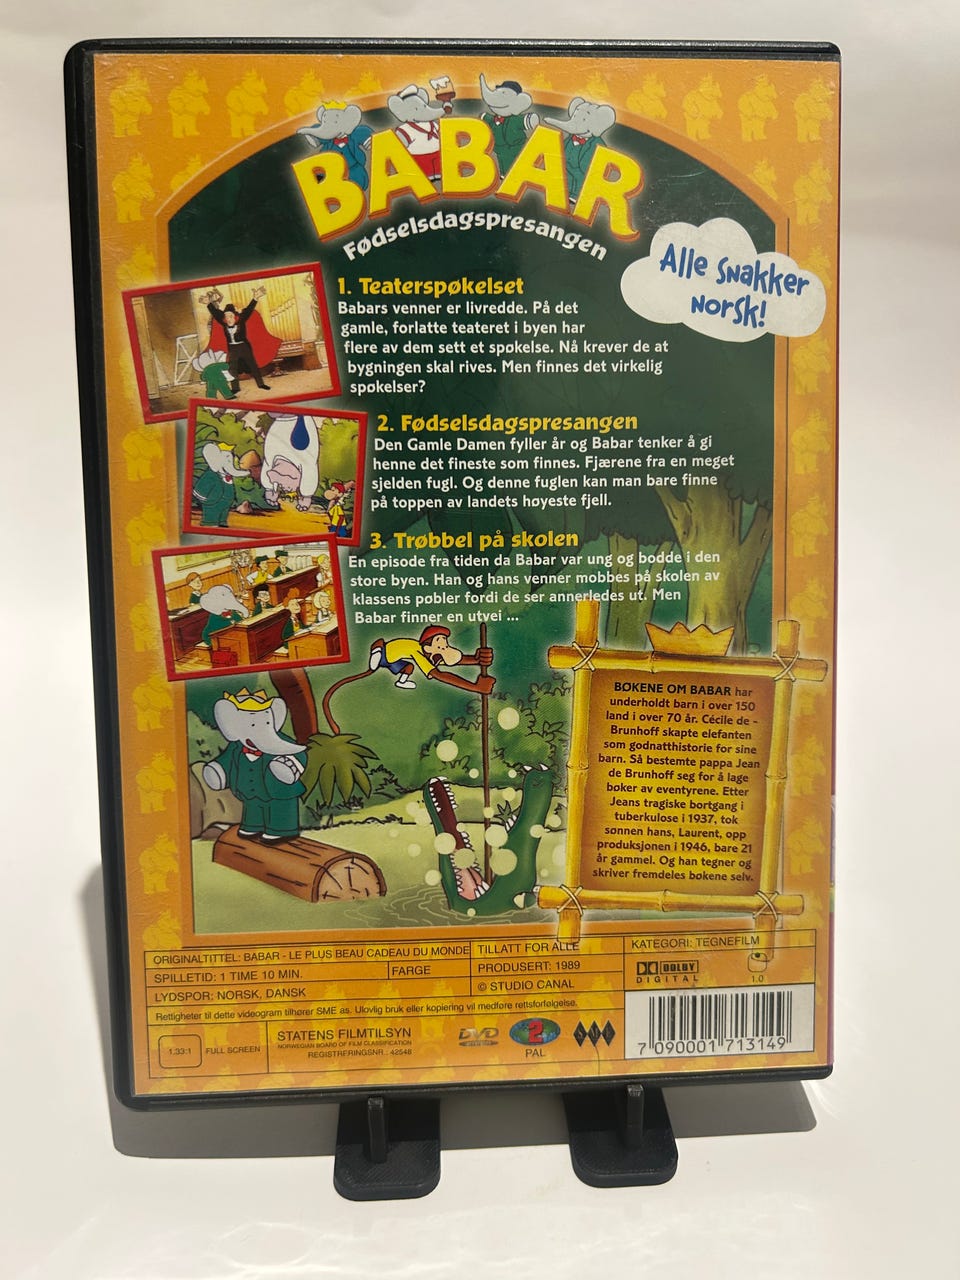 BABAR
Fødselsdagspresangen
Alle snakker
norsk!
1. Teaterspøkelset
Babars venner er livredde. På det
gamle, forlatte teateret i byen har
flere av dem sett et spøkelse. Nå krever de at
bygningen skal rives. Men finnes det virkelig
spøkelser?
2. Fødselsdagspresangen
Den Gamle Damen fyller år og Babar tenker å gi
henne det fineste som finnes. Fjærene fra en meget
sjelden fugl. Og denne fuglen kan man bare finne
på toppen av landets høyeste fjell.
3. Trøbbel på skolen
En episode fra tiden da Babar var ung og bodde i den
store byen. Han og hans venner mobbes på skolen av
klassens pøbler fordi de ser annerledes ut. Men
Babar finner en utvei ...
BØKENE OM BABAR har
underholdt barn i over 150
land i over 70 år. Cécile de -
Brunhoff skapte elefanten
som godnatthistorie for sine
barn. Så bestemte pappa Jean
de Brunhoff seg for å lage
bøker av eventyrene. Etter
Jeans tragiske bortgang i
tuberkulose i 1937, tok
sønnen hans, Laurent, opp
produksjonen i 1946, bare 21
år gammel. Og han tegner og
skriver fremdeles bøkene selv.
ORIGINALTITTEL: BABAR - LE PLUS BEAU CADEAU DU MONDE
TILLATT FOR ALLE
KATEGORI: TEGNEFILM
SPILLETID: 1 TIME 10 MIN.
FARGE
PRODUSERT: 1989
LYDSPOR: NORSK, DANSK
© STUDIO CANAL
DOLBY
DIGITAL
1.0
Rettigheter til dette videogram tilhører SME as. Ulovlig bruk eller kopiering vil medføre rettsforfølgelse.
1.33:1
FULL SCREEN
STATENS FILMTILSYN
NORWEGIAN BOARD OF FILM CLASSIFICATION
REGISTRERINGSNR.: 42548
DVD
VIDEO
2
PAL
7 090001 713149